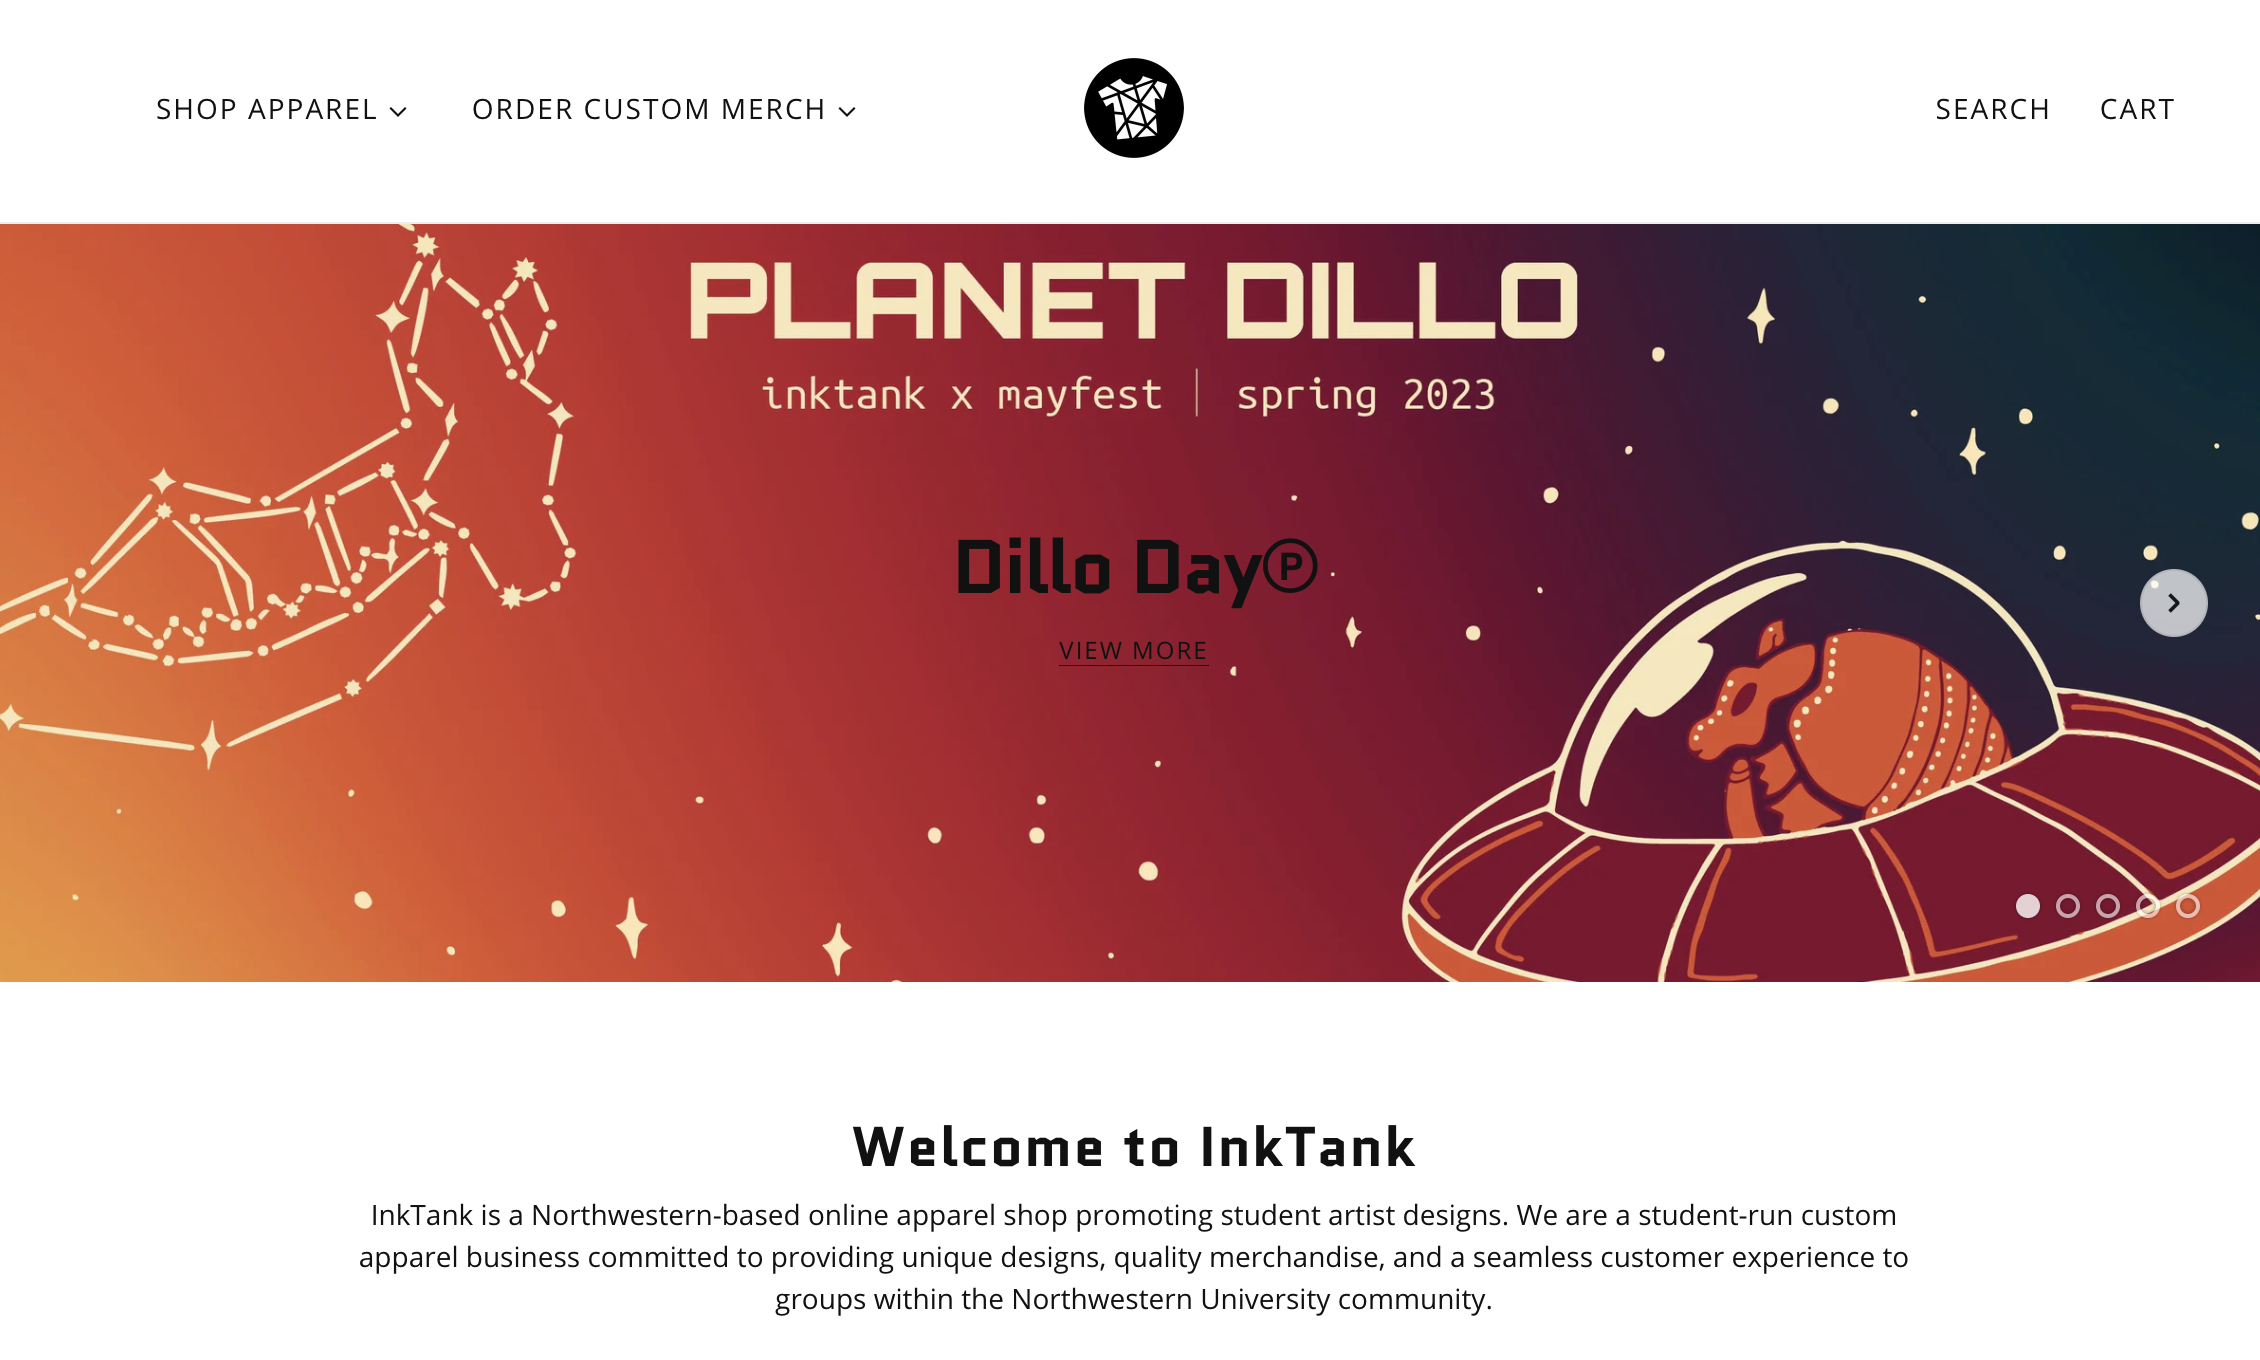 SHOP APPAREL
ORDER CUSTOM MERCH
SEARCH
CART
PLANET DILLO
inktank x mayfest | spring 2023
Dillo Day℗
VIEW MORE
Welcome to InkTank
InkTank is a Northwestern-based online apparel shop promoting student artist designs. We are a student-run custom
apparel business committed to providing unique designs, quality merchandise, and a seamless customer experience to
groups within the Northwestern University community.